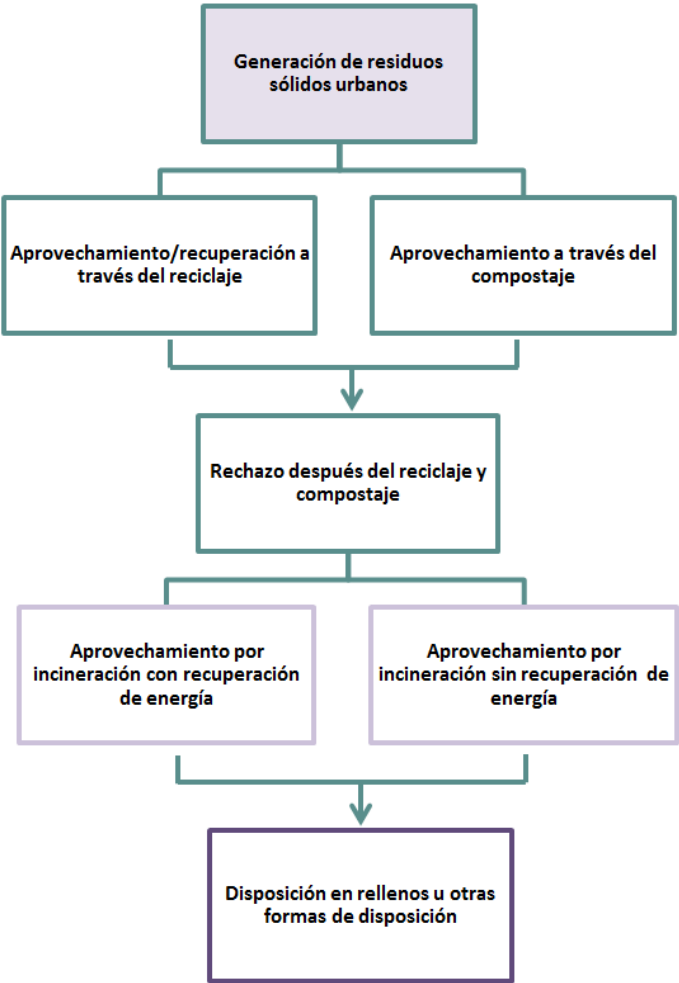 Generación de residuos
sólidos urbanos
Aprovechamiento/recuperación a
través del reciclaje
Aprovechamiento a través del
compostaje
Rechazo después del reciclaje y
compostaje
Aprovechamiento por
incineración con recuperación
de energía
Aprovechamiento por
incineración sin recuperación de
energía
Disposición en rellenos u otras
formas de disposición